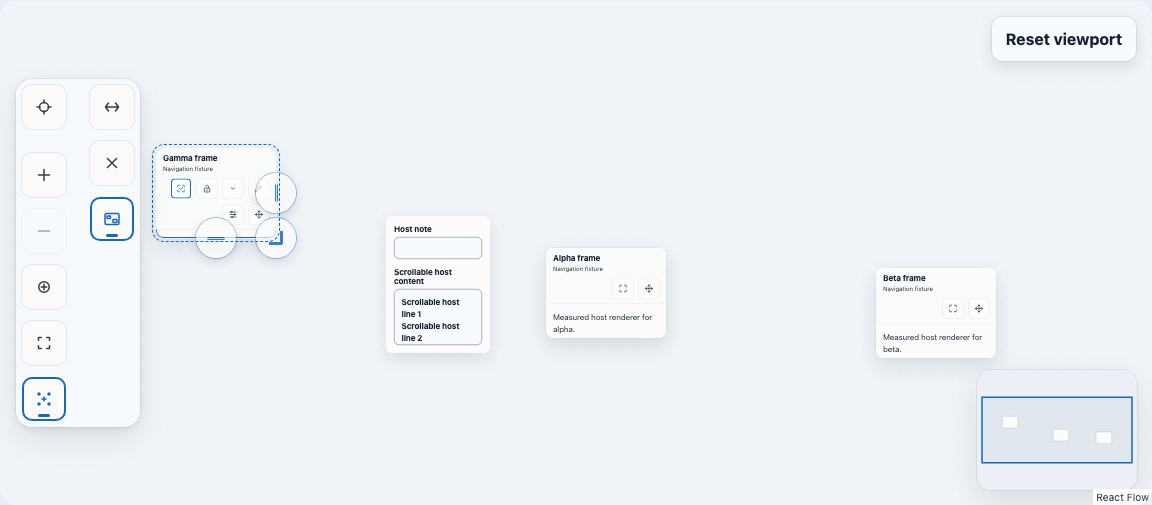 Reset viewport
Gamma frame
Navigation fixture
Host note
Scrollable host
content
Scrollable host
line 1
Scrollable host
line 2
Alpha frame
Navigation fixture
Measured host renderer for
alpha.
Beta frame
Navigation fixture
Measured host renderer for
beta.
React Flow